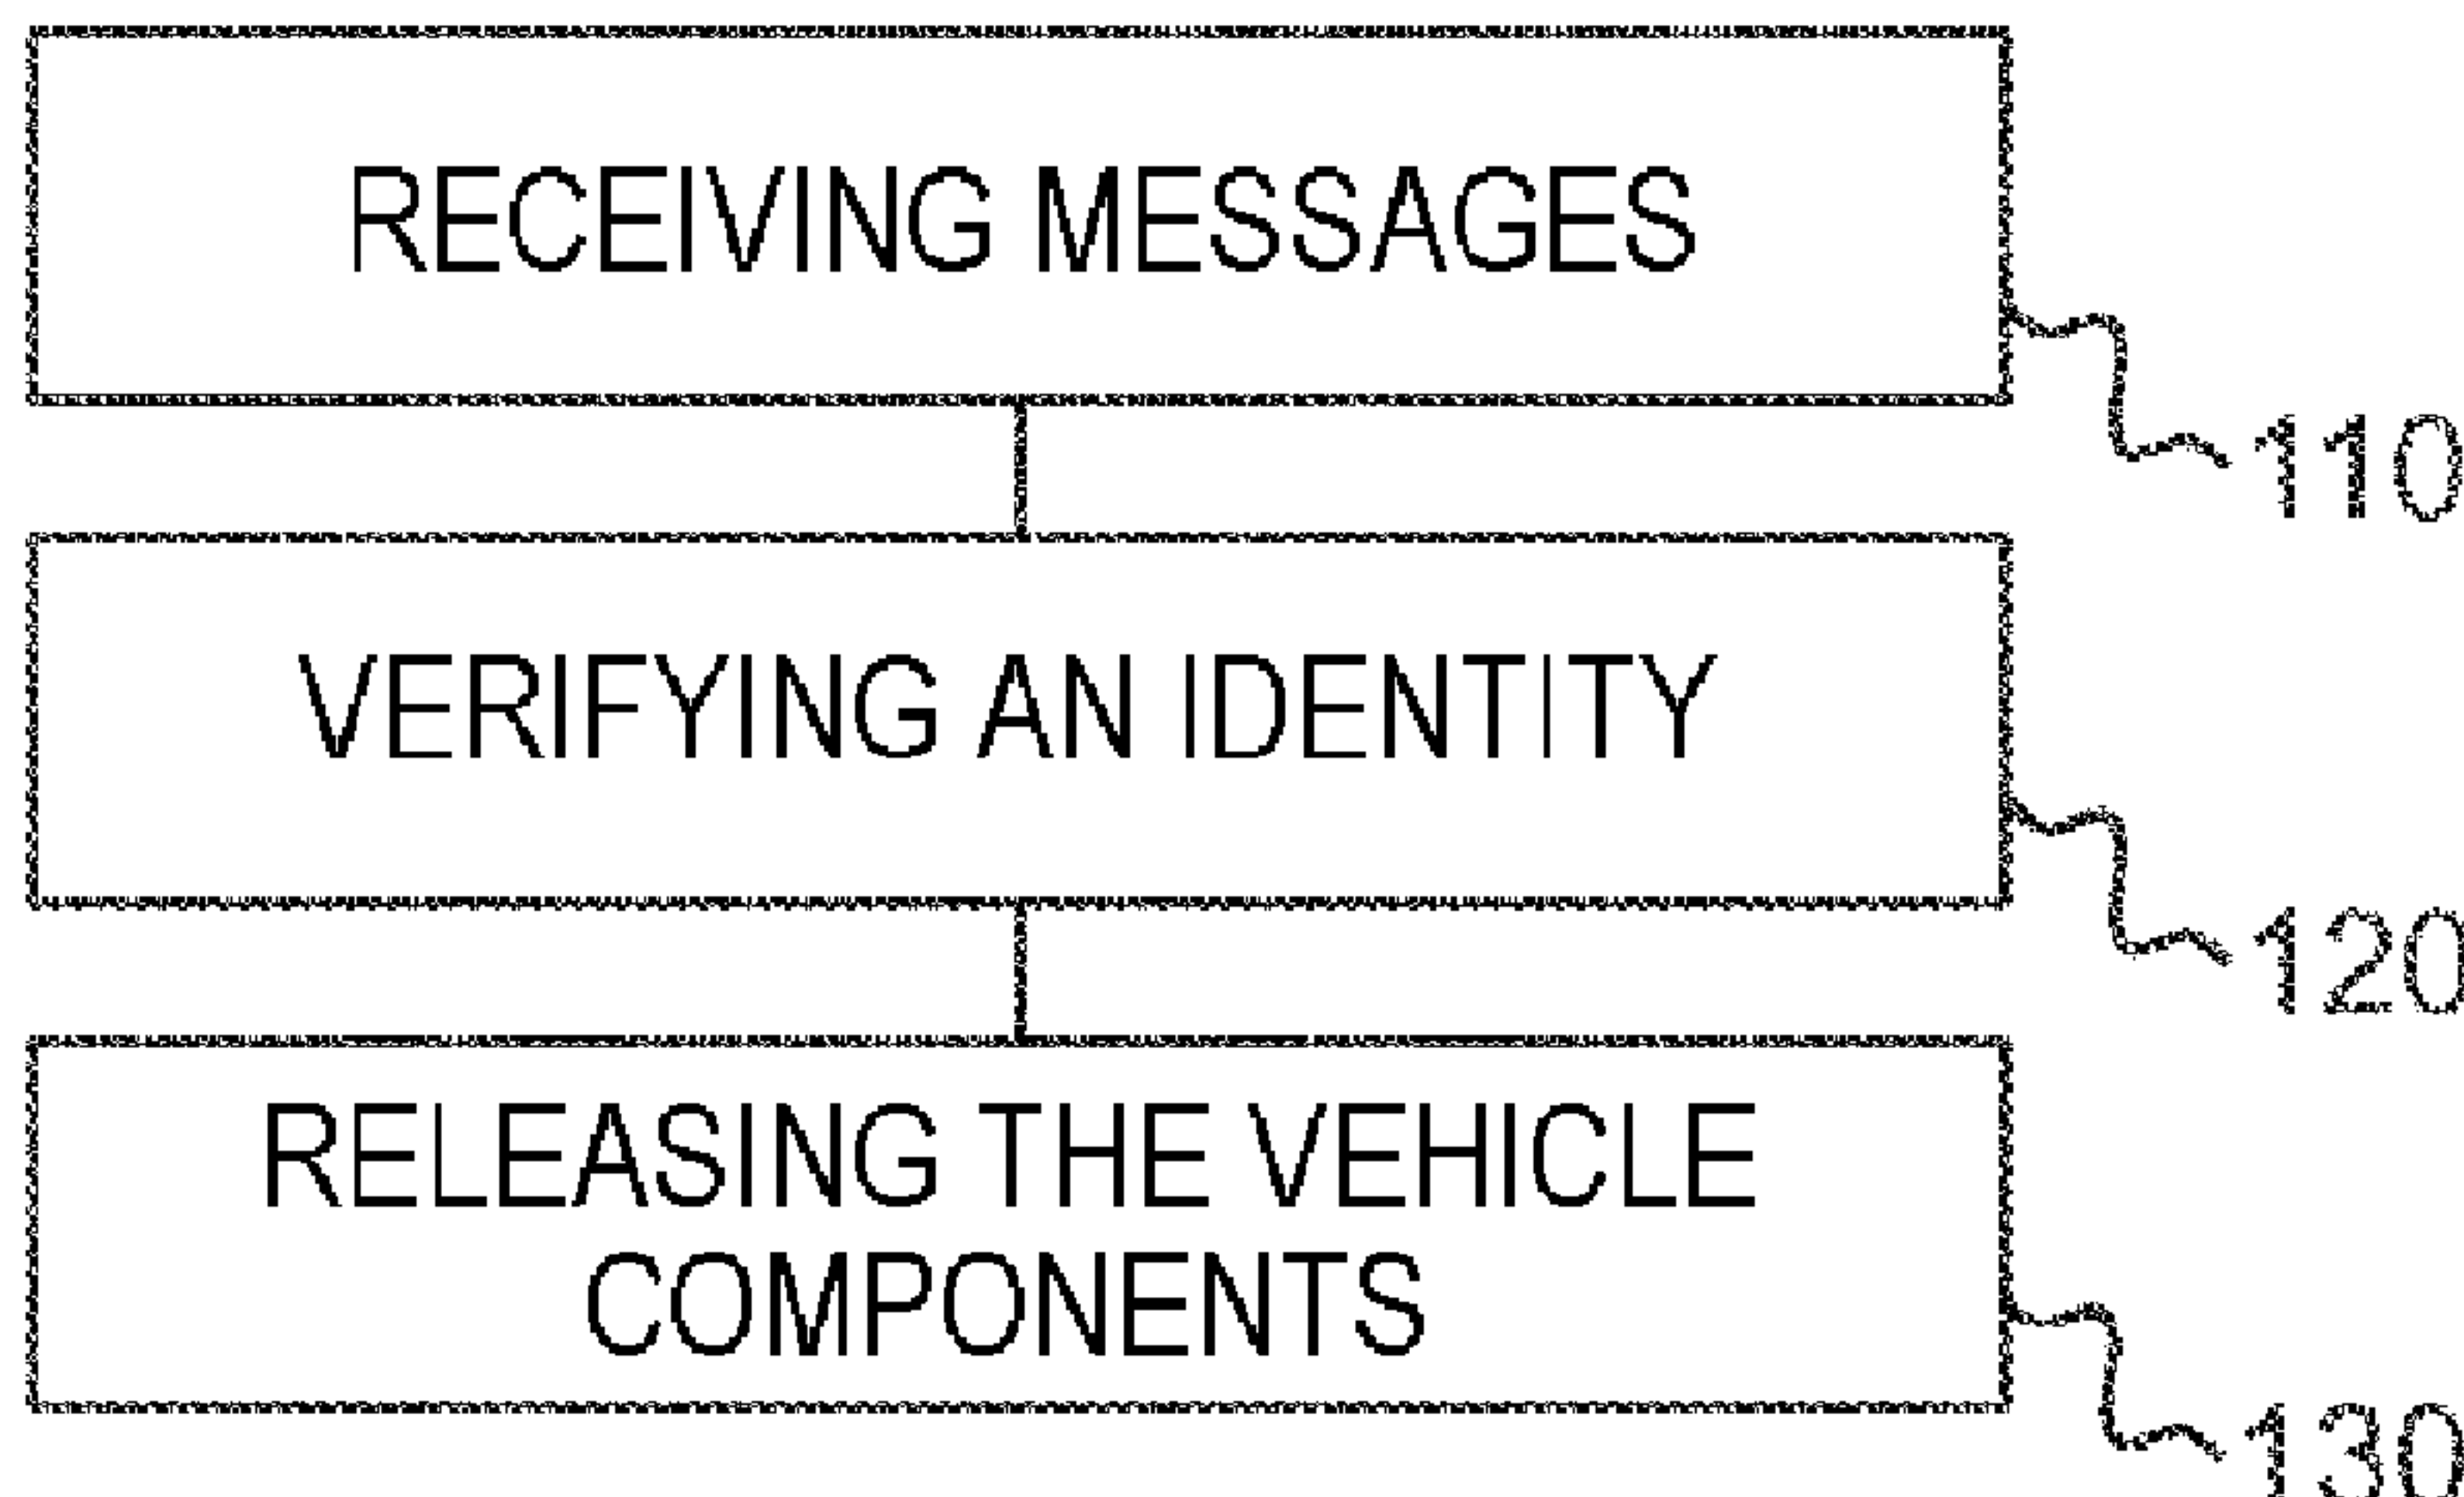 RECEIVING MESSAGES
110
VERIFYING AN IDENTITY
120
RELEASING THE VEHICLE
COMPONENTS
130